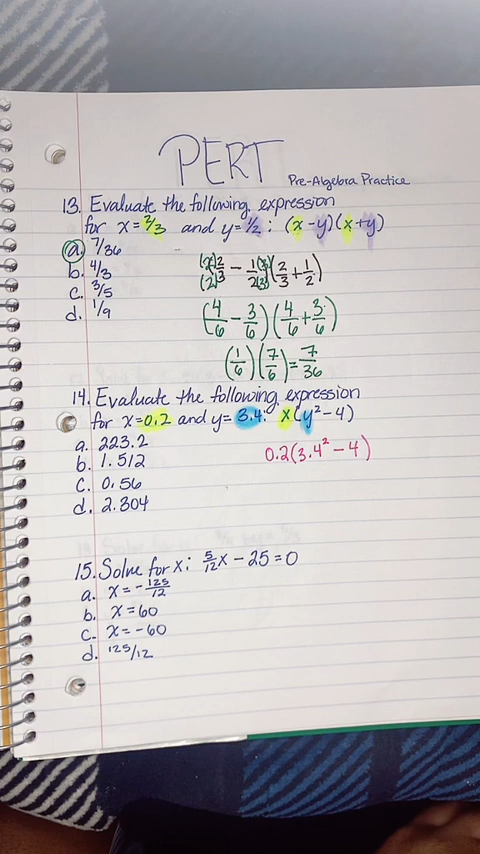 PERT
Pre-Algebra Practice
13. Evaluate the following expression
for x=2/3 and y=1/2: (x-y)(x+y)
a. 7/36
b. 4/3
c. 3/5
d. 1/9
((2)2/(2)3 - 1(3)/2(3))(2/3 + 1/2)
(4/6 - 3/6)(4/6 + 3/6)
(1/6)(7/6) = 7/36
14. Evaluate the following expression
for x=0.2 and y=3.4: x(y²-4)
a. 223.2
b. 1.512
c. 0.56
d. 2.304
0.2(3.4² - 4)
15. Solve for x: 5/12x - 25 = 0
a. x = -125/12
b. x = 60
c. x = -60
d. 125/12